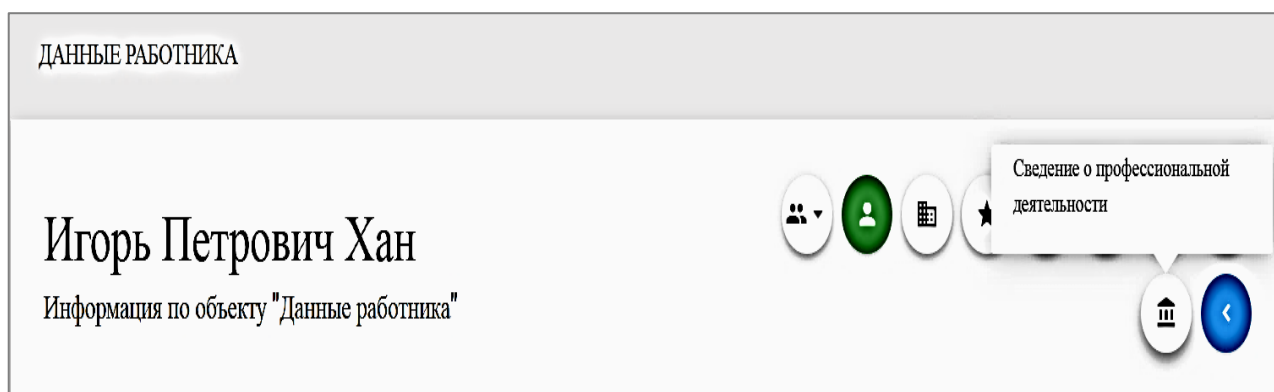 ДАННЫЕ РАБОТНИКА
Сведение о профессиональной
деятельности
Игорь Петрович Хан
Информация по объекту "Данные работника"